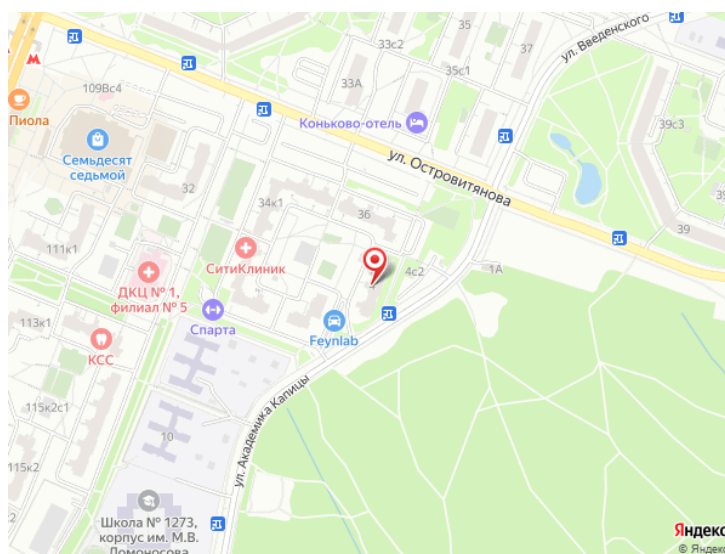 33с2
35
ул. Введенского
37
35с1
33А
109Вс4
Пиола
Коньково-отель
39с3
Семьдесят
седьмой
ул. Островитянова
32
34к1
36
39
111к1
СитиКлиник
4с2
1А
ДКЦ № 1,
филиал № 5
113к1
Спарта
Feynlab
КСС
ул. Академика Капицы
115к2с1
10
115к2
Школа № 1273,
корпус им. М.В.
Ломоносова
Яндекс
© Яндекс